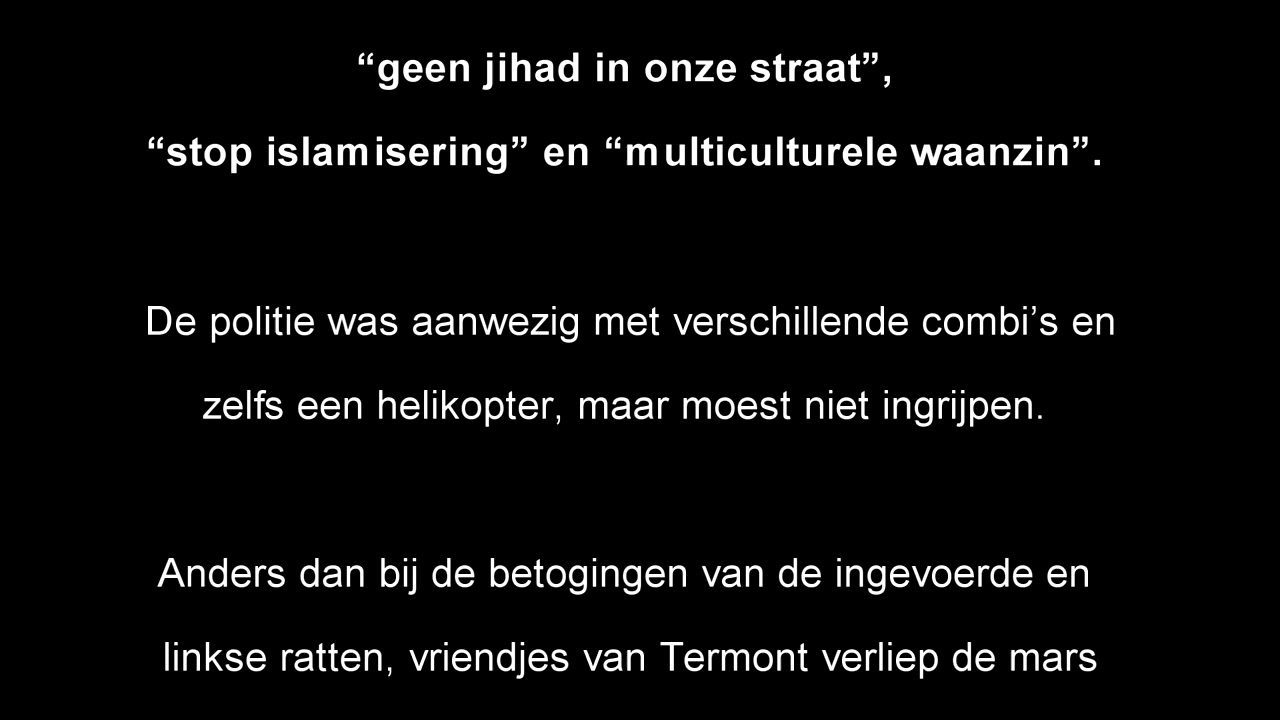 “geen jihad in onze straat”,
“stop islamisering” en “multiculturele waanzin”.
De politie was aanwezig met verschillende combi’s en
zelfs een helikopter, maar moest niet ingrijpen.
Anders dan bij de betogingen van de ingevoerde en
linkse ratten, vriendjes van Termont verliep de mars